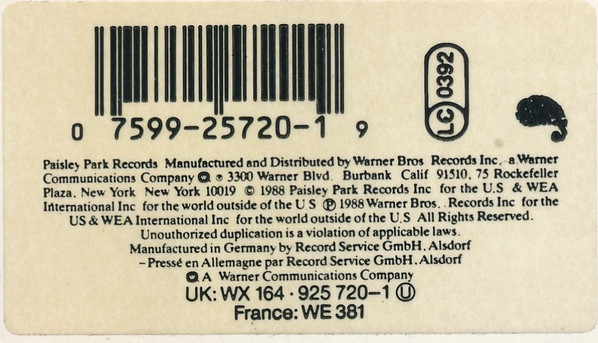 0 7599-25720-1 9
LC 0392
Paisley Park Records Manufactured and Distributed by Warner Bros Records Inc, a Warner
Communications Company ® 3300 Warner Blvd. Burbank Calif 91510, 75 Rockefeller
Plaza, New York New York 10019 © 1988 Paisley Park Records Inc for the U.S & WEA
International Inc for the world outside of the U S ℗ 1988 Warner Bros. Records Inc for the
US & WEA International Inc for the world outside of the U.S All Rights Reserved.
Unothorized duplication is a violation of applicable laws.
Manufactured in Germany by Record Service GmbH, Alsdorf
– Pressé en Allemagne par Record Service GmbH, Alsdorf
A Warner Communications Company
UK: WX 164 · 925 720-1 Ⓤ
France: WE 381